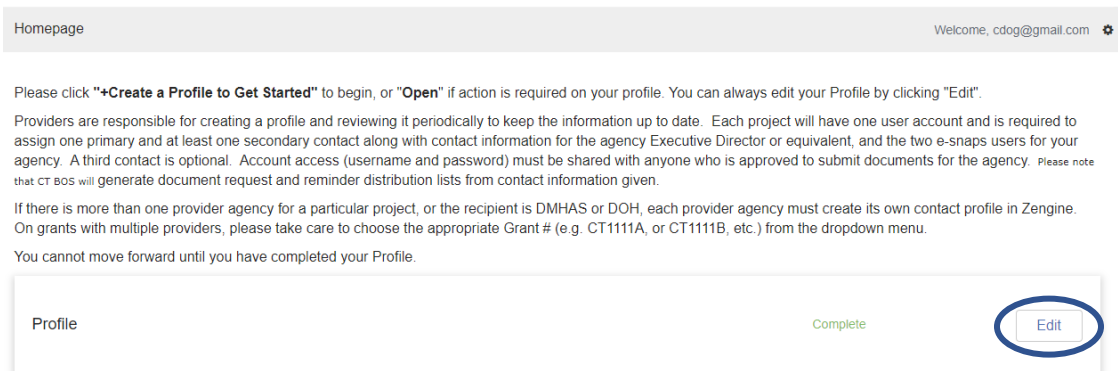 Homepage
Welcome, cdog@gmail.com
Please click "+Create a Profile to Get Started" to begin, or "Open" if action is required on your profile. You can always edit your Profile by clicking "Edit".
Providers are responsible for creating a profile and reviewing it periodically to keep the information up to date. Each project will have one user account and is required to
assign one primary and at least one secondary contact along with contact information for the agency Executive Director or equivalent, and the two e-snaps users for your
agency. A third contact is optional. Account access (username and password) must be shared with anyone who is approved to submit documents for the agency. Please note
that CT BOS will generate document request and reminder distribution lists from contact information given.
If there is more than one provider agency for a particular project, or the recipient is DMHAS or DOH, each provider agency must create its own contact profile in Zengine.
On grants with multiple providers, please take care to choose the appropriate Grant # (e.g. CT1111A, or CT1111B, etc.) from the dropdown menu.
You cannot move forward until you have completed your Profile.
Profile
Complete
Edit